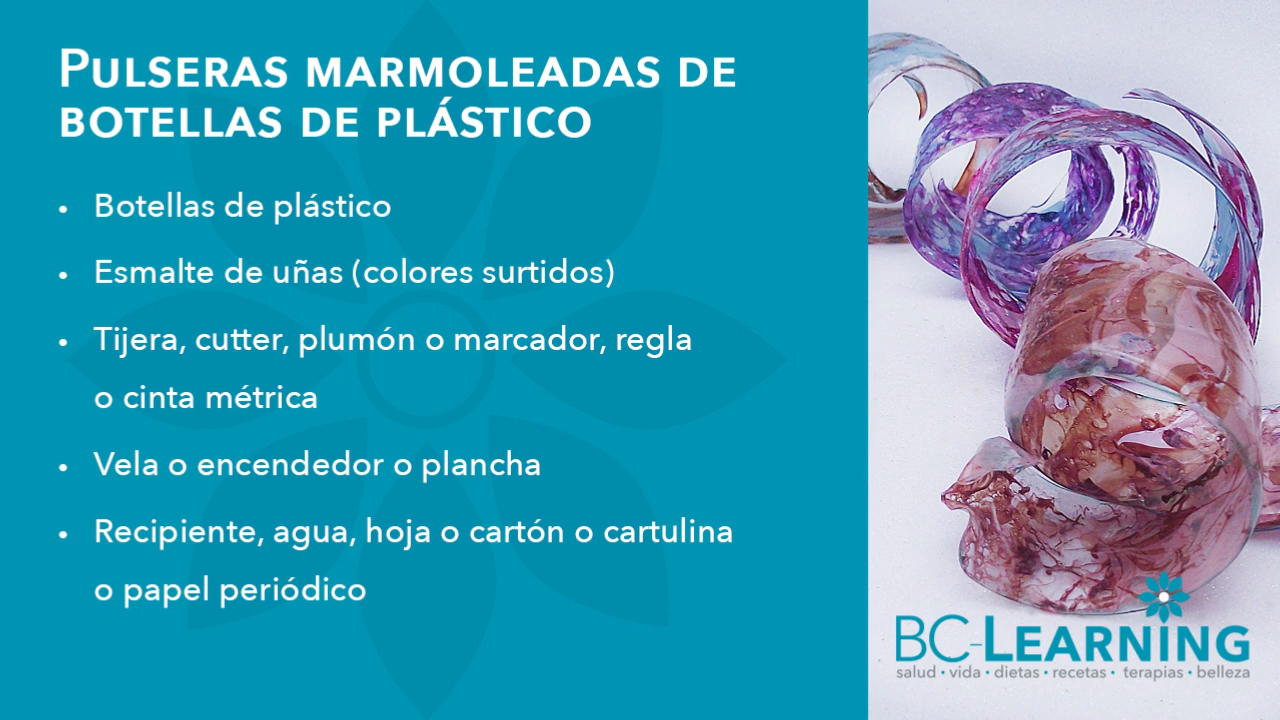 PULSERAS MARMOLEADAS DE
BOTELLAS DE PLÁSTICO
• Botellas de plástico
• Esmalte de uñas (colores surtidos)
• Tijera, cutter, plumón o marcador, regla
o cinta métrica
• Vela o encendedor o plancha
• Recipiente, agua, hoja o cartón o cartulina
o papel periódico
BC-LEARNING
salud • vida • dietas • recetas • terapias • belleza